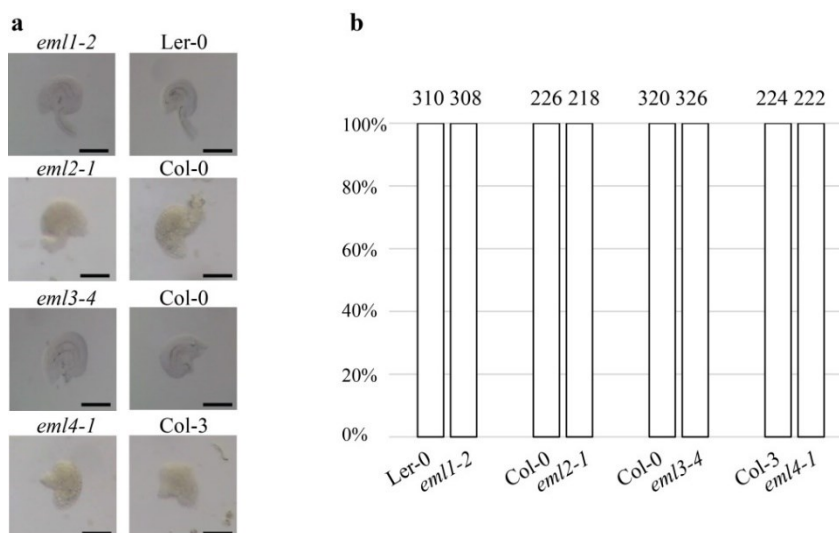 a
eml1-2 Ler-0
eml2-1 Col-0
eml3-4 Col-0
eml4-1 Col-3
b
310 308 226 218 320 326 224 222
100%
80%
60%
40%
20%
0%
Ler-0 eml1-2 Col-0 eml2-1 Col-0 eml3-4 Col-3 eml4-1